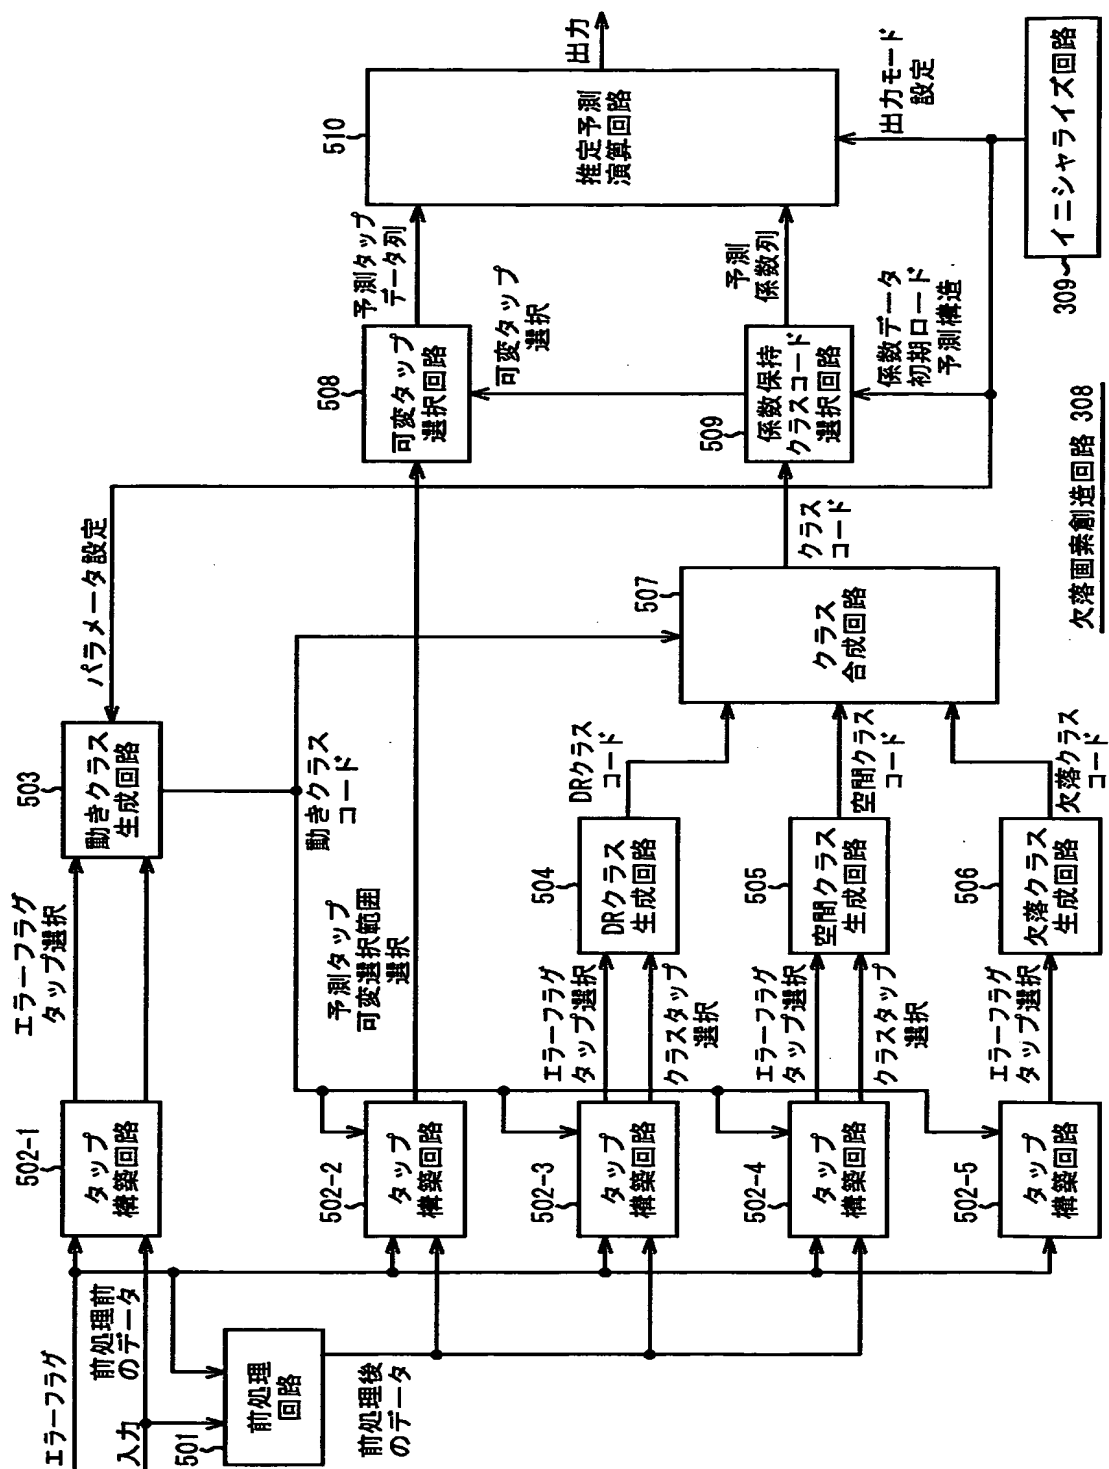 エラーフラグ
入力
前処理前
のデータ
501
前処理
回路
前処理後
のデータ
502-1
タップ
構築回路
502-2
タップ
構築回路
502-3
タップ
構築回路
502-4
タップ
構築回路
502-5
タップ
構築回路
エラーフラグ
タップ選択
予測タップ
可変選択範囲
選択
エラーフラグ
タップ選択
クラスタップ
選択
エラーフラグ
タップ選択
クラスタップ
選択
エラーフラグ
タップ選択
503
動きクラス
生成回路
動きクラス
コード
パラメータ設定
504
DRクラス
生成回路
DRクラス
コード
505
空間クラス
生成回路
空間クラス
コード
506
欠落クラス
生成回路
欠落クラス
コード
507
クラス
合成回路
クラス
コード
508
可変タップ
選択回路
可変タップ
選択
509
係数保持
クラスコード
選択回路
予測タップ
データ列
予測
係数列
係数データ
初期ロード
予測構造
510
推定予測
演算回路
出力
出力モード
設定
309
イニシャライズ回路
欠落画素創造回路 308